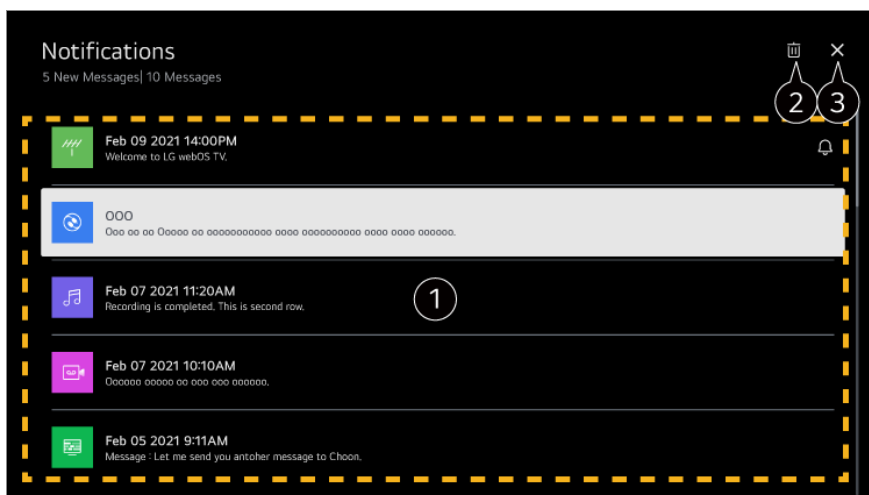 Notifications
5 New Messages| 10 Messages
2 3
Feb 09 2021 14:00PM
Welcome to LG webOS TV.
OOO
Ooo oo oo Ooooo oo ooooooooooo oooo oooooooooo oooo oooo oooooo.
Feb 07 2021 11:20AM
Recording is completed. This is second row.
1
Feb 07 2021 10:10AM
Oooooo ooooo oo ooo ooo oooooo.
Feb 05 2021 9:11AM
Message : Let me send you antoher message to Choon.